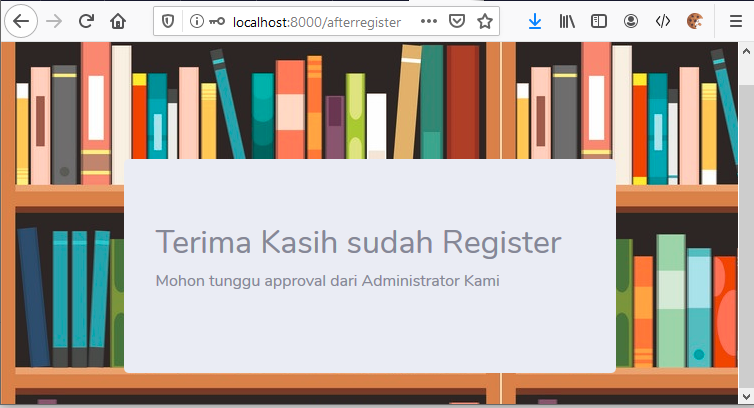 localhost:8000/afterregister
Terima Kasih sudah Register
Mohon tunggu approval dari Administrator Kami